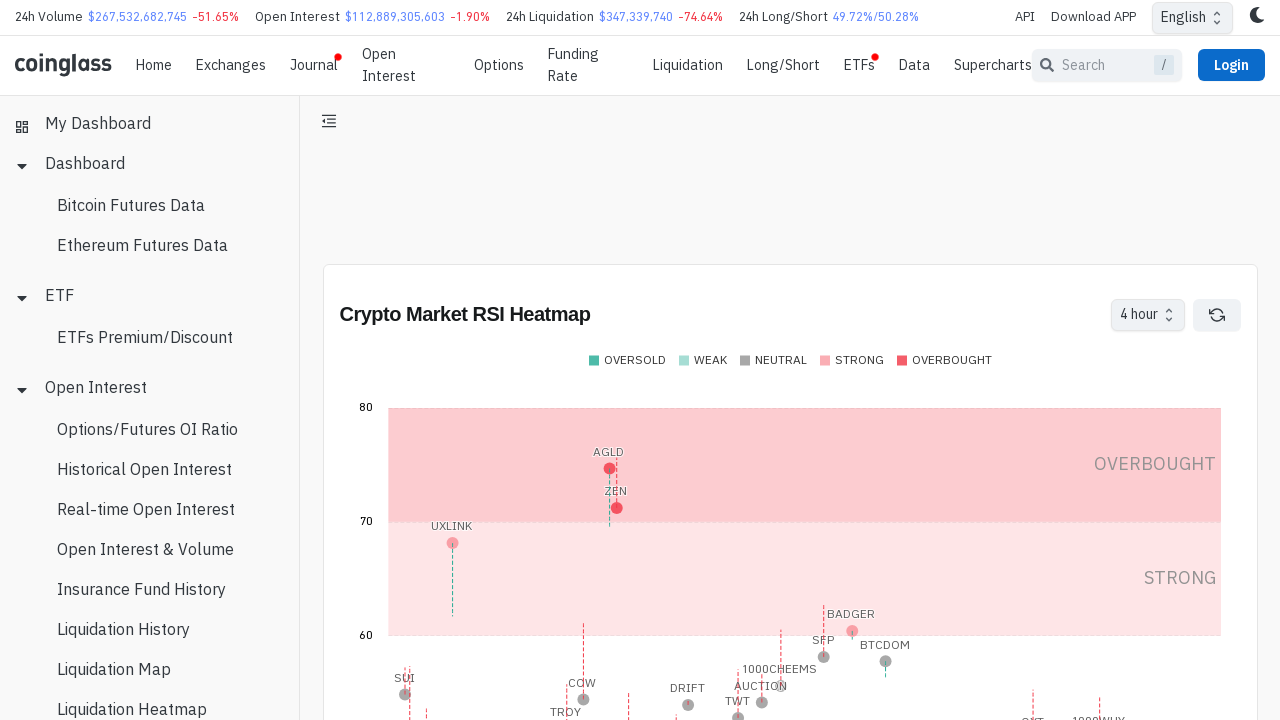 24h Volume $267,532,682,745 -51.65% Open Interest $112,889,305,603 -1.90% 24h Liquidation $347,339,740 -74.64% 24h Long/Short 49.72%/50.28% API Download APP English
coinglass Home Exchanges Journal Open Interest Options Funding Rate Liquidation Long/Short ETFs Data Supercharts Search / Login
My Dashboard
Dashboard
Bitcoin Futures Data
Ethereum Futures Data
ETF
ETFs Premium/Discount
Open Interest
Options/Futures OI Ratio
Historical Open Interest
Real-time Open Interest
Open Interest & Volume
Insurance Fund History
Liquidation History
Liquidation Map
Liquidation Heatmap
Crypto Market RSI Heatmap
4 hour
OVERSOLD WEAK NEUTRAL STRONG OVERBOUGHT
80
AGLD
OVERBOUGHT
ZEN
70
UXLINK
STRONG
BADGER
60
SFP
BTCDOM
1000CHEEMS
SUI
COW
DRIFT
AUCTION
TWT
TROY
1000WHY